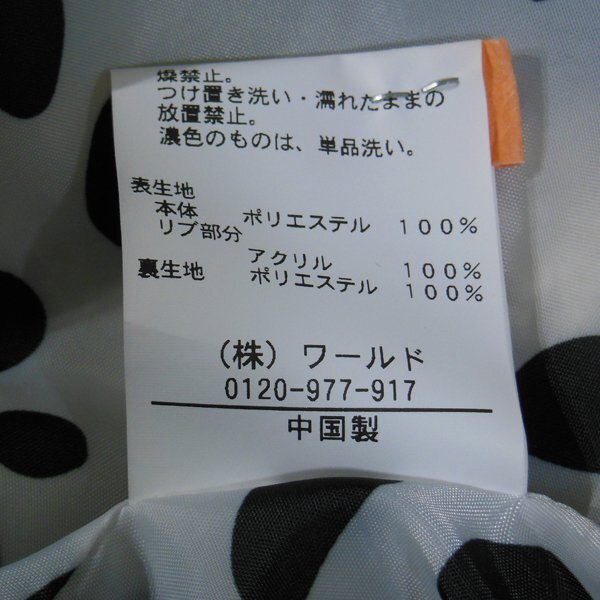 燥禁止。
つけ置き洗い・濡れたままの
放置禁止。
濃色のものは、単品洗い。
表生地
本体 ポリエステル 100%
リブ部分
アクリル 100%
裏生地 ポリエステル 100%
(株) ワールド
0120-977-917
中国製